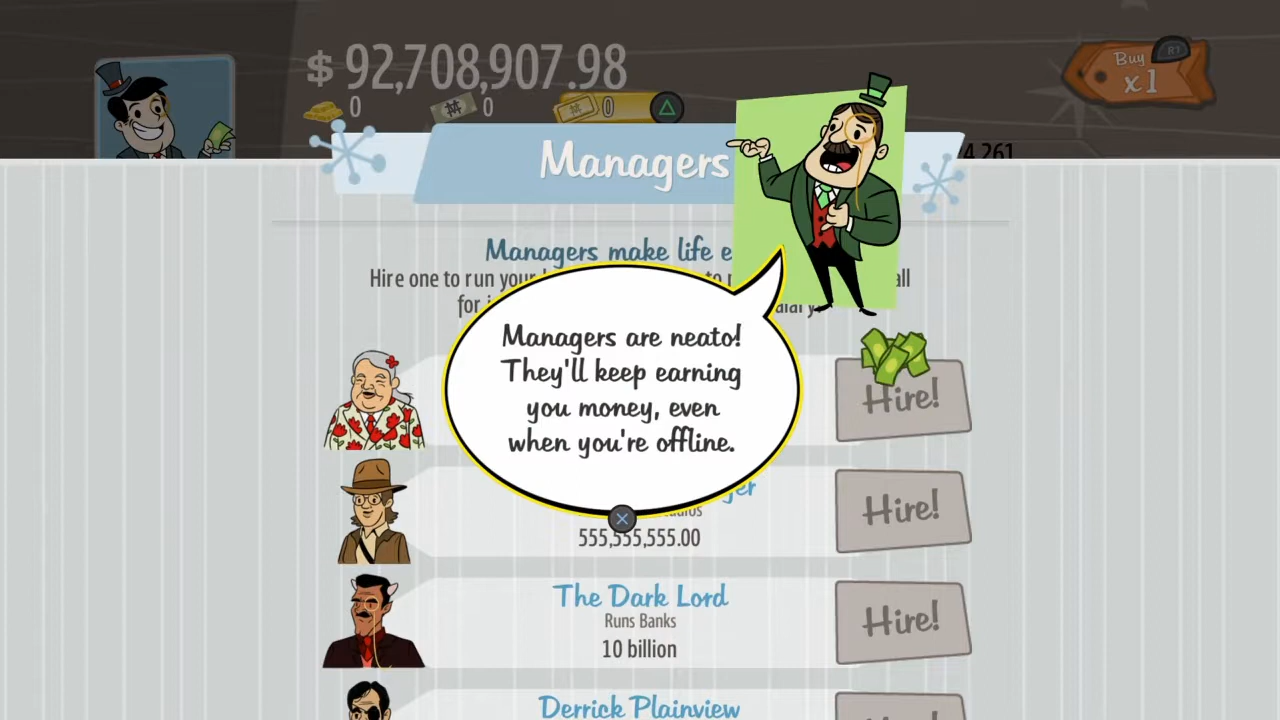 $ 92,708,907.98
Buy R1
x1
0 0 0
4,261
Managers
Managers make life e
Hire one to run your all
for
Managers are neato!
They'll keep earning
you money, even
when you're offline.
Hire!
ger
555,555,555.00
Hire!
The Dark Lord
Runs Banks
10 billion
Hire!
Derrick Plainview